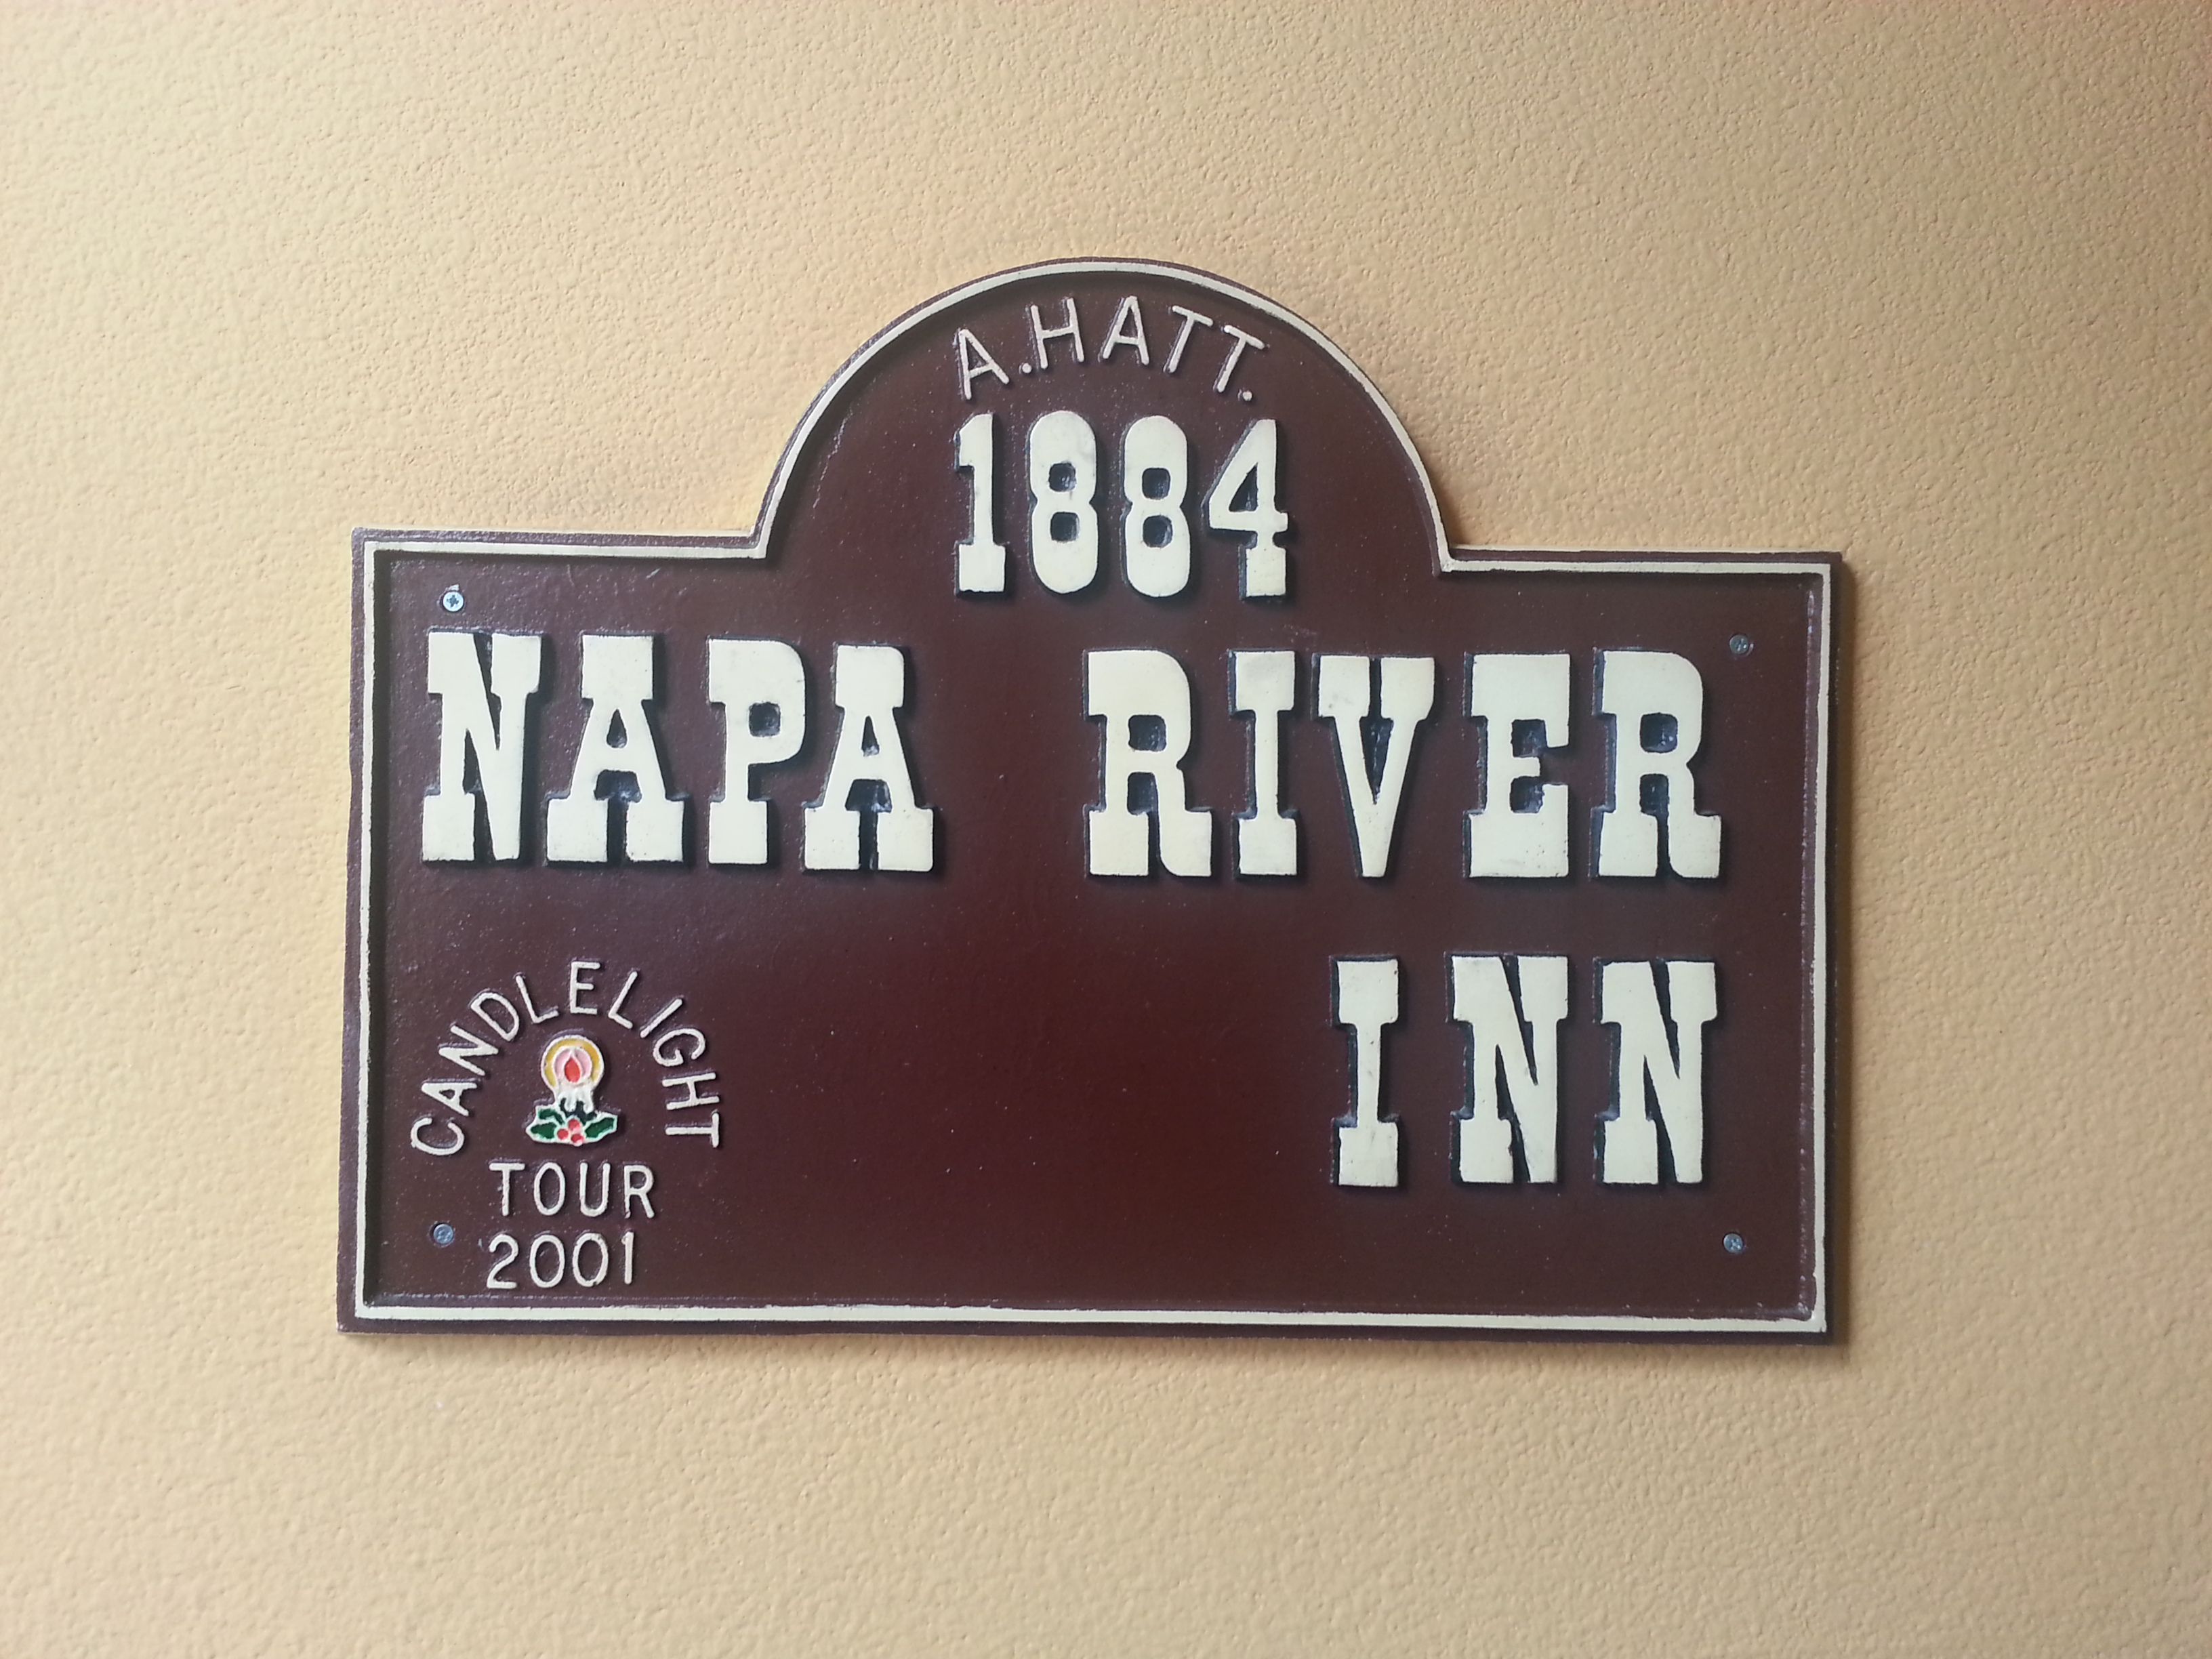 A.HATT.
1884
NAPA RIVER
INN
CANDLELIGHT
TOUR
2001